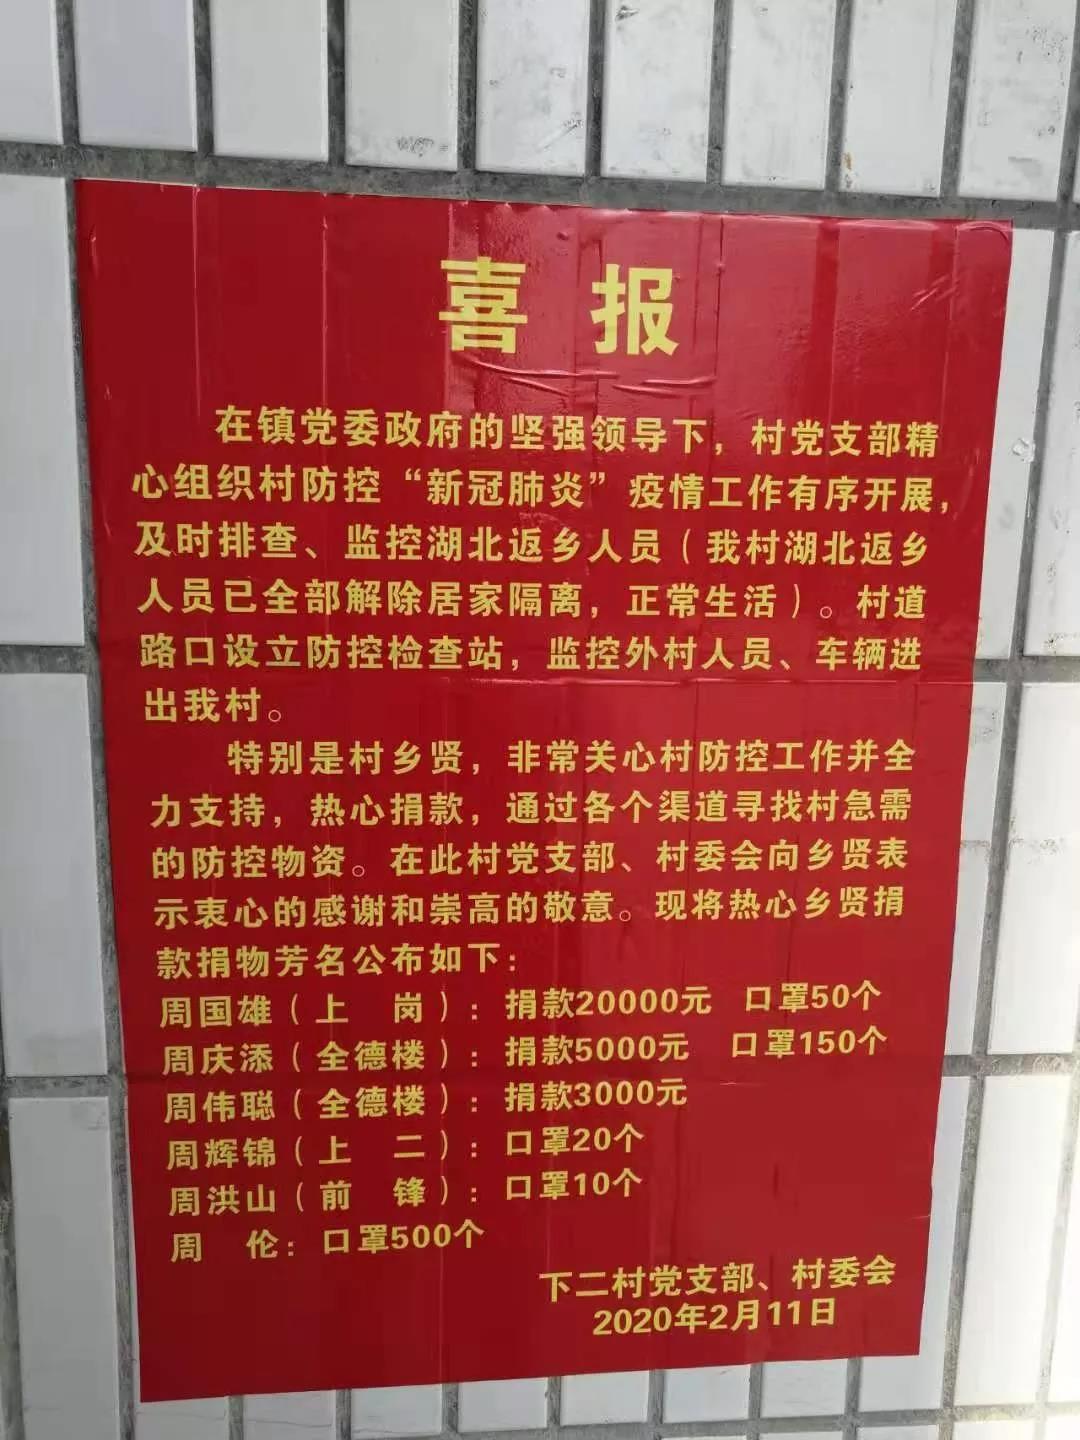 喜报
在镇党委政府的坚强领导下，村党支部精
心组织村防控“新冠肺炎”疫情工作有序开展，
及时排查、监控湖北返乡人员（我村湖北返乡
人员已全部解除居家隔离，正常生活）。村道
路口设立防控检查站，监控外村人员、车辆进
出我村。
特别是村乡贤，非常关心村防控工作并全
力支持，热心捐款，通过各个渠道寻找村急需
的防控物资。在此村党支部、村委会向乡贤表
示衷心的感谢和崇高的敬意。现将热心乡贤捐
款捐物芳名公布如下：
周国雄（上　岗）：捐款20000元　口罩50个
周庆添（全德楼）：捐款5000元　口罩150个
周伟聪（全德楼）：捐款3000元
周辉锦（上　二）：口罩20个
周洪山（前　锋）：口罩10个
周　伦：口罩500个
下二村党支部、村委会
2020年2月11日